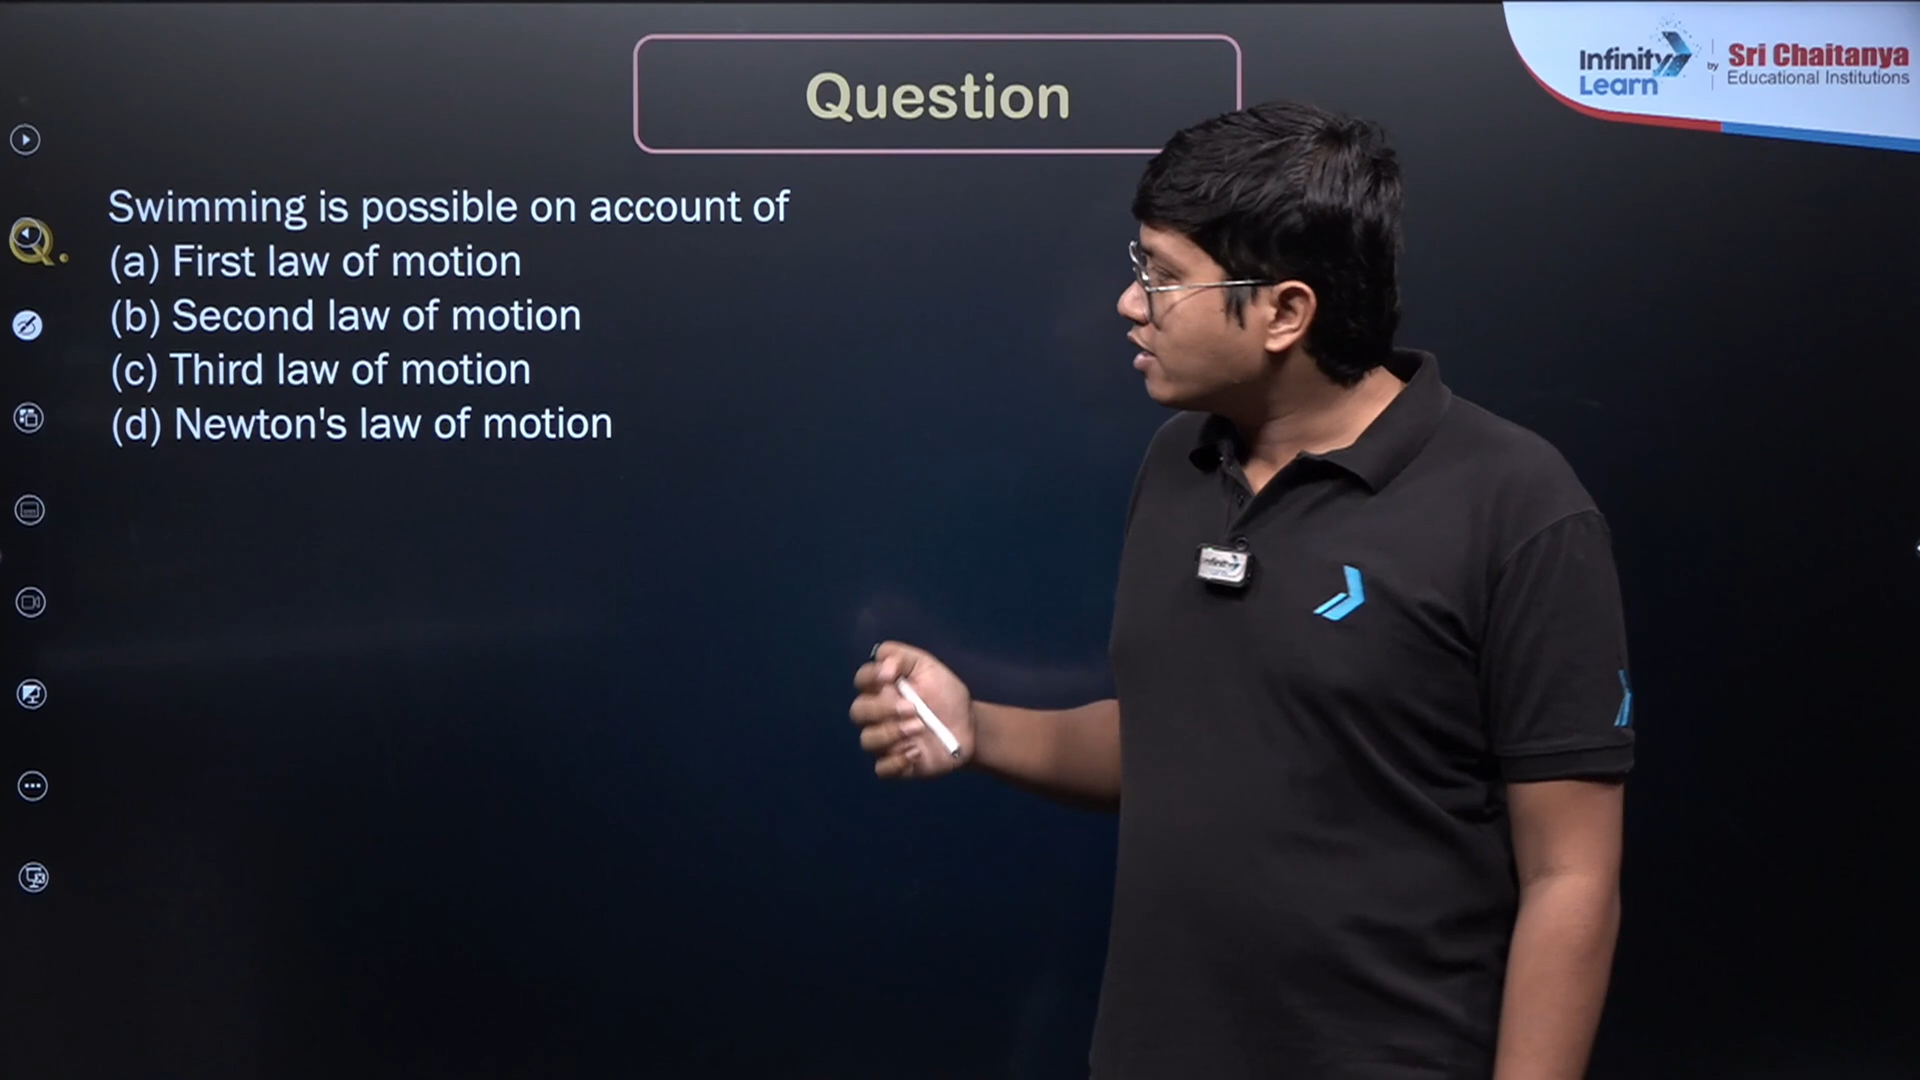 Question
Infinity Learn by Sri Chaitanya Educational Institutions
Swimming is possible on account of
(a) First law of motion
(b) Second law of motion
(c) Third law of motion
(d) Newton's law of motion
Q.
Infinity